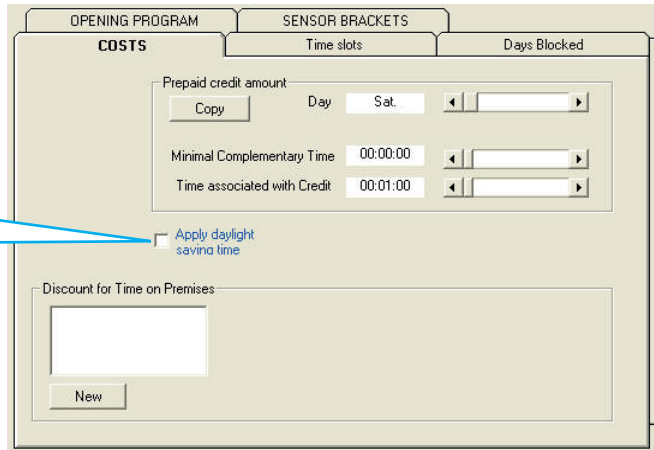 OPENING PROGRAM
SENSOR BRACKETS
COSTS
Time slots
Days Blocked
Prepaid credit amount
Copy
Day
Sat.
Minimal Complementary Time
00:00:00
Time associated with Credit
00:01:00
Apply daylight
saving time
Discount for Time on Premises
New